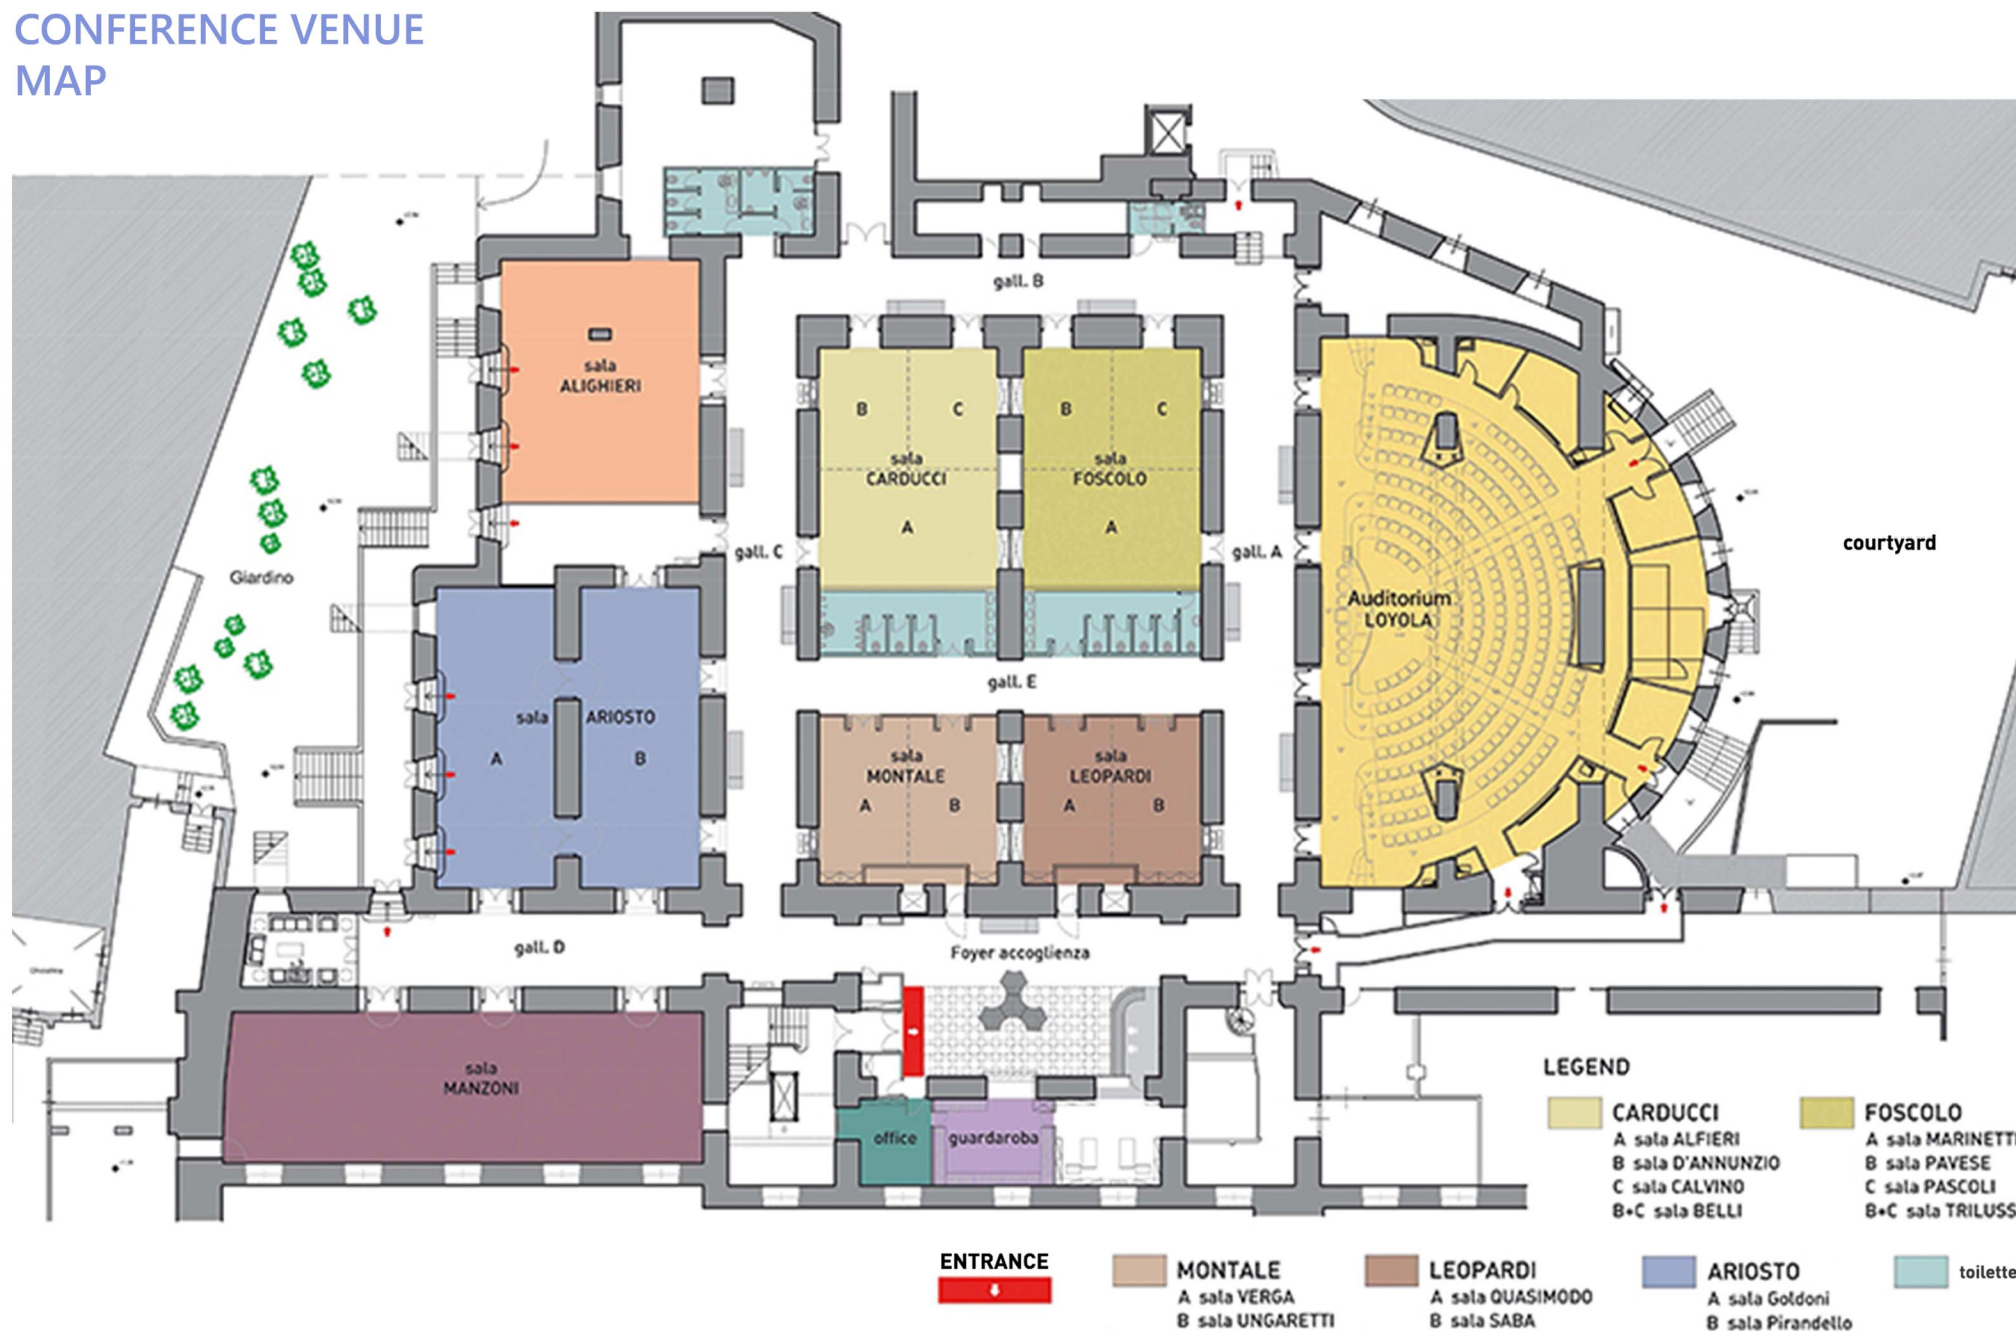 CONFERENCE VENUE
MAP
gall. B
sala
ALIGHIERI
B
C
sala
CARDUCCI
A
B
C
sala
FOSCOLO
A
gall. C
gall. A
courtyard
Giardino
Auditorium
LOYOLA
gall. E
sala ARIOSTO
A
B
sala
MONTALE
A
B
sala
LEOPARDI
A
B
gall. D
Foyer accoglienza
sala
MANZONI
office
guardaroba
LEGEND
CARDUCCI
A sala ALFIERI
B sala D'ANNUNZIO
C sala CALVINO
B+C sala BELLI
FOSCOLO
A sala MARINETT
B sala PAVESE
C sala PASCOLI
B+C sala TRILUSS
ENTRANCE
MONTALE
A sala VERGA
B sala UNGARETTI
LEOPARDI
A sala QUASIMODO
B sala SABA
ARIOSTO
A sala Goldoni
B sala Pirandello
toilette